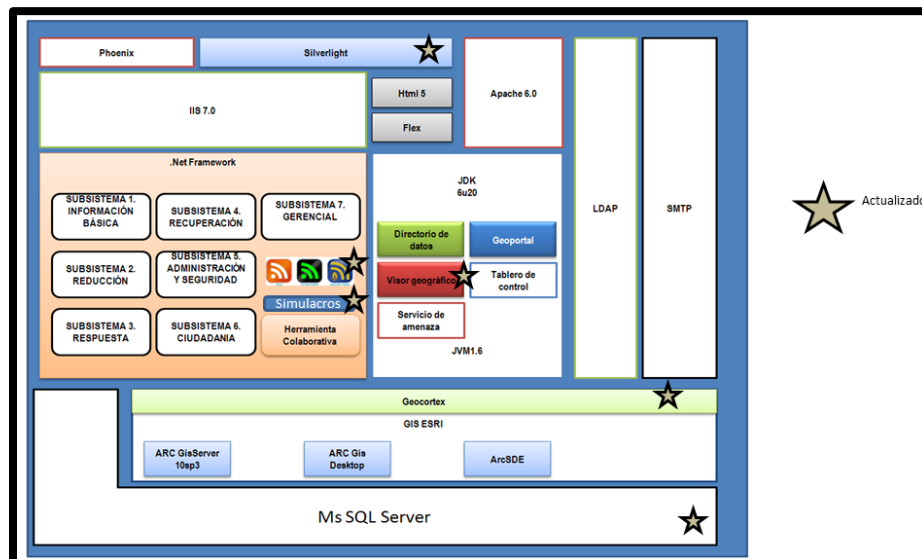 Phoenix
Silverlight
Html 5
Apache 6.0
IIS 7.0
Flex
LDAP
SMTP
.Net Framework
SUBSISTEMA 1.
INFORMACIÓN
BÁSICA
SUBSISTEMA 4.
RECUPERACIÓN
SUBSISTEMA 7.
GERENCIAL
SUBSISTEMA 2.
REDUCCIÓN
SUBSISTEMA 5.
ADMINISTRACIÓN
Y SEGURIDAD
Simulacros
SUBSISTEMA 3.
RESPUESTA
SUBSISTEMA 6.
CIUDADANIA
Herramienta
Colaborativa
JDK
6u20
Directorio de
datos
Geoportal
Visor geográfico
Tablero de
control
Servicio de
amenaza
JVM1.6
Actualizado
Geocortex
GIS ESRI
ARC GisServer
10sp3
ARC Gis
Desktop
ArcSDE
Ms SQL Server